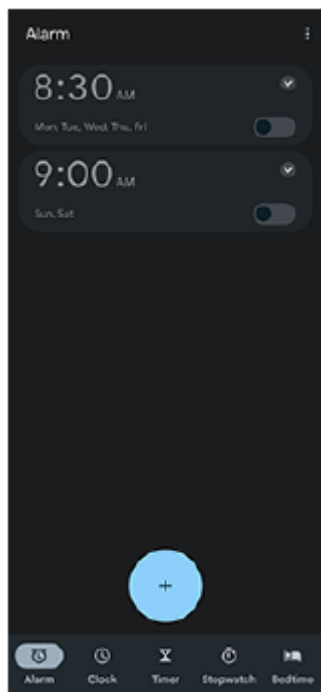 Alarm
8:30 AM
Mon, Tue, Wed, Thu, Fri
9:00 AM
Sun, Sat
+
Alarm Clock Timer Stopwatch Bedtime